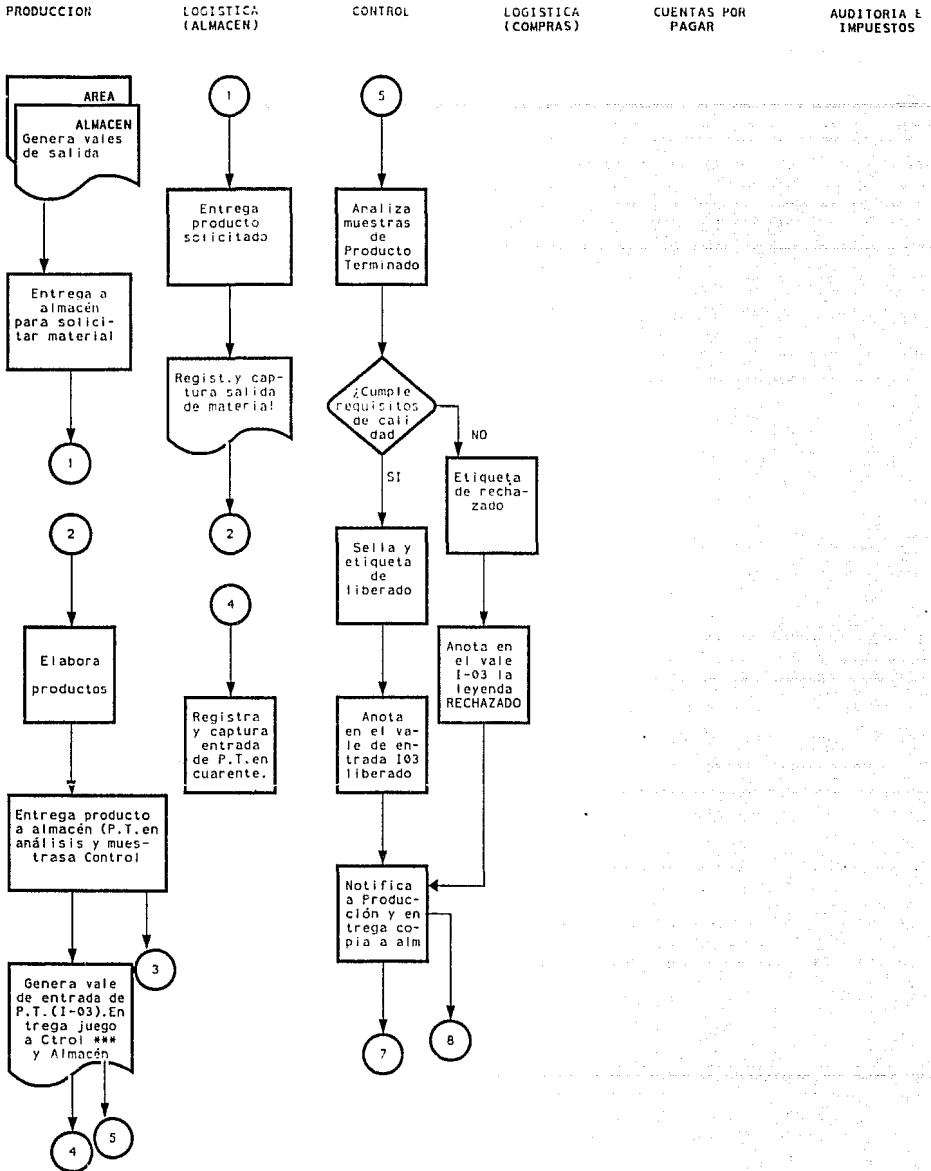 PRODUCCION
LOGISTICA
(ALMACEN)
CONTROL
LOGISTICA
(COMPRAS)
CUENTAS POR
PAGAR
AUDITORIA E
IMPUESTOS
AREA
ALMACEN
Genera vales
de salida
Entrega a
almacén
para solici-
tar material
1
2
Elabora
productos
Entrega producto
a almacén (P.T.en
análisis y mues-
trasa Control
3
Genera vale
de entrada de
P.T.(I-03).En
trega juego
a Ctrol ***
y Almacén
4
5
1
Entrega
producto
solicitado
Regist.y cap-
tura salida
de material
2
4
Registra
y captura
entrada
de P.T.en
cuarente.
5
Analiza
muestras
de
Producto
Terminado
¿Cumple
requisitos
de cali
dad
NO
SI
Etiqueta
de recha-
zado
Sella y
etiqueta
de
liberado
Anota en
el vale
I-03 la
leyenda
RECHAZADO
Anota
en el va-
le de en-
trada I03
liberado
Notifica
a Produc-
ción y en
trega co-
pia a alm
7
8